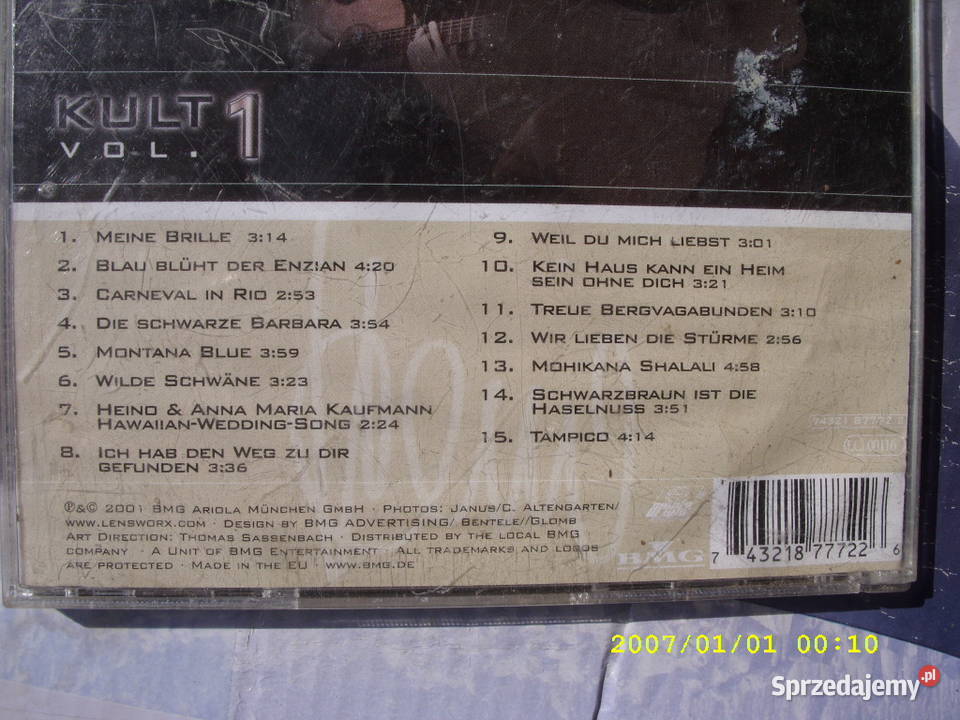 KULT 1
VOL.
1. MEINE BRILLE 3:14
2. BLAU BLÜHT DER ENZIAN 4:20
3. CARNEVAL IN RIO 2:53
4. DIE SCHWARZE BARBARA 3:54
5. MONTANA BLUE 3:59
6. WILDE SCHWÄNE 3:23
7. HEINO & ANNA MARIA KAUFMANN
HAWAIIAN-WEDDING-SONG 2:24
8. ICH HAB DEN WEG ZU DIR
GEFUNDEN 3:36
9. WEIL DU MICH LIEBST 3:01
10. KEIN HAUS KANN EIN HEIM
SEIN OHNE DICH 3:21
11. TREUE BERGVAGABUNDEN 3:10
12. WIR LIEBEN DIE STÜRME 2:56
13. MOHIKANA SHALALI 4:58
14. SCHWARZBRAUN IST DIE
HASELNUSS 3:51
15. TAMPICO 4:14
74321 87772 2
℗&© 2001 BMG ARIOLA MÜNCHEN GMBH · PHOTOS: JANUS/C. ALTENGARTEN/
WWW.LENSWORX.COM · DESIGN BY BMG ADVERTISING/ BENTELE//GLOMB
ART DIRECTION: THOMAS SASSENBACH · DISTRIBUTED BY THE LOCAL BMG
COMPANY · A UNIT OF BMG ENTERTAINMENT · ALL TRADEMARKS AND LOGOS
ARE PROTECTED · MADE IN THE EU · WWW.BMG.DE
BMG
7 43218 77722 6
2007/01/01 00:10
Sprzedajemy.pl